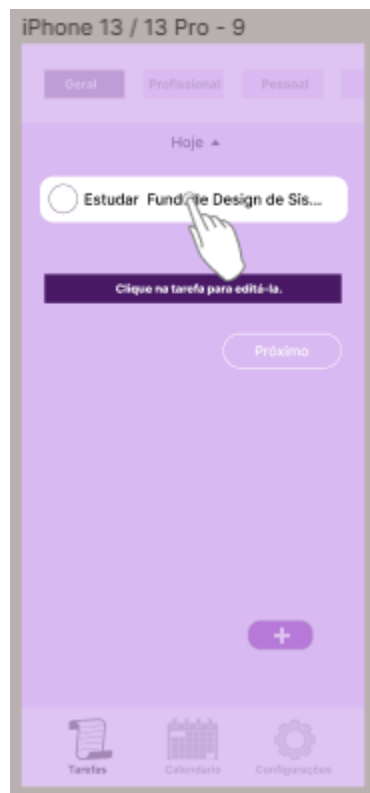 iPhone 13 / 13 Pro - 9
Geral Profissional Pessoal
Hoje
Estudar Fund. de Design de Sis...
Clique na tarefa para editá-la.
Próximo
+
Tarefas Calendario Configurações